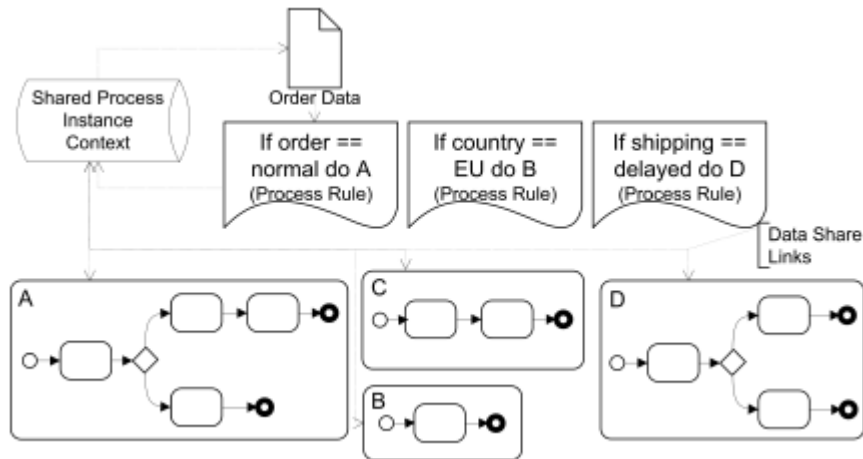 Order Data
Shared Process
Instance
Context
If order ==
normal do A
(Process Rule)
If country ==
EU do B
(Process Rule)
If shipping ==
delayed do D
(Process Rule)
Data Share
Links
A
C
B
D